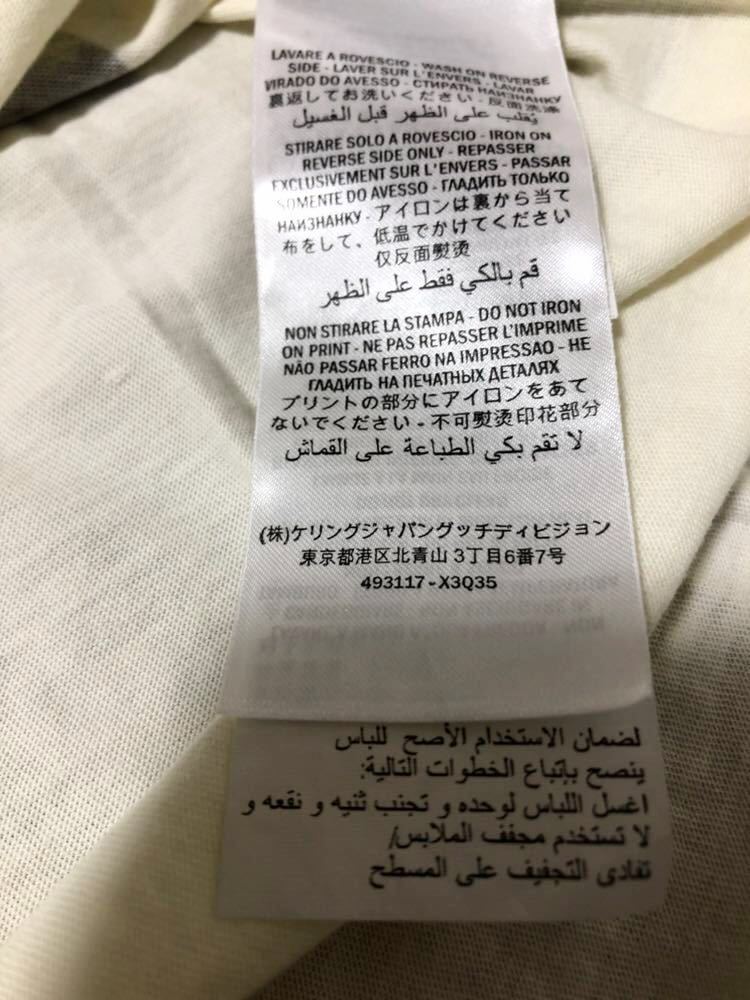 LAVARE A ROVESCIO - WASH ON REVERSE
SIDE - LAVER SUR L'ENVERS - LAVAR
VIRADO DO AVESSO - СТИРАТЬ НАИЗНАНКУ
裏返してお洗いください - 反面洗涤
يُقلب على الظهر قبل الغسيل
STIRARE SOLO A ROVESCIO - IRON ON
REVERSE SIDE ONLY - REPASSER
EXCLUSIVEMENT SUR L'ENVERS - PASSAR
SOMENTE DO AVESSO - ГЛАДИТЬ ТОЛЬКО
НАИЗНАНКУ - アイロンは裏から当て
布をして、低温でかけてください
仅反面熨烫
قم بالكي فقط على الظهر
NON STIRARE LA STAMPA - DO NOT IRON
ON PRINT - NE PAS REPASSER L'IMPRIME
NÃO PASSAR FERRO NA IMPRESSAO - НЕ
ГЛАДИТЬ НА ПЕЧАТНЫХ ДЕТАЛЯХ
プリントの部分にアイロンをあて
ないでください - 不可熨烫印花部分
لا تقم بكي الطباعة على القماش
(株)ケリングジャパングッチディビジョン
東京都港区北青山 3丁目6番7号
493117-X3Q35
لضمان الاستخدام الأصح للباس
ينصح بإتباع الخطوات التالية:
اغسل اللباس لوحده و تجنب ثنيه و نقعه و
لا تستخدم مجفف الملابس/
تفادى التجفيف على المسطح